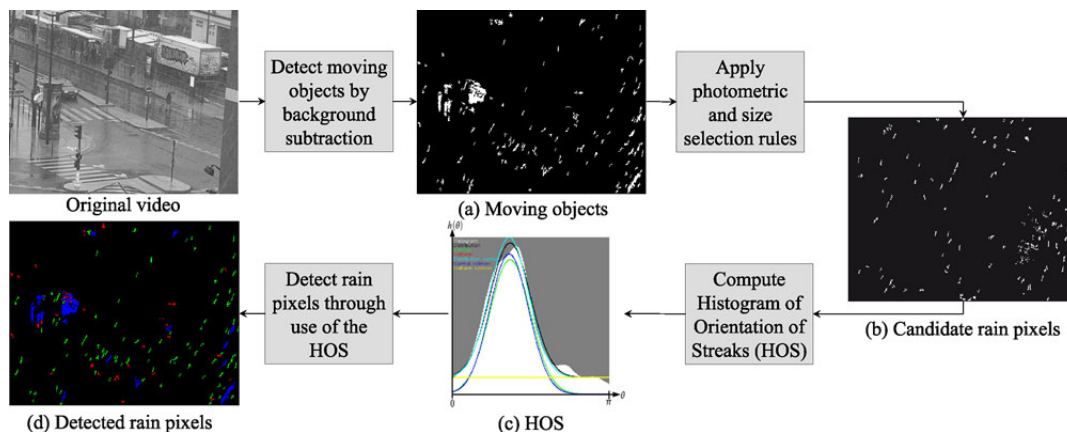 Detect moving
objects by
background
subtraction
Apply
photometric
and size
selection rules
Original video
(a) Moving objects
(b) Candidate rain pixels
Compute
Histogram of
Orientation of
Streaks (HOS)
h(θ)
0
π
θ
(c) HOS
Detect rain
pixels through
use of the
HOS
(d) Detected rain pixels